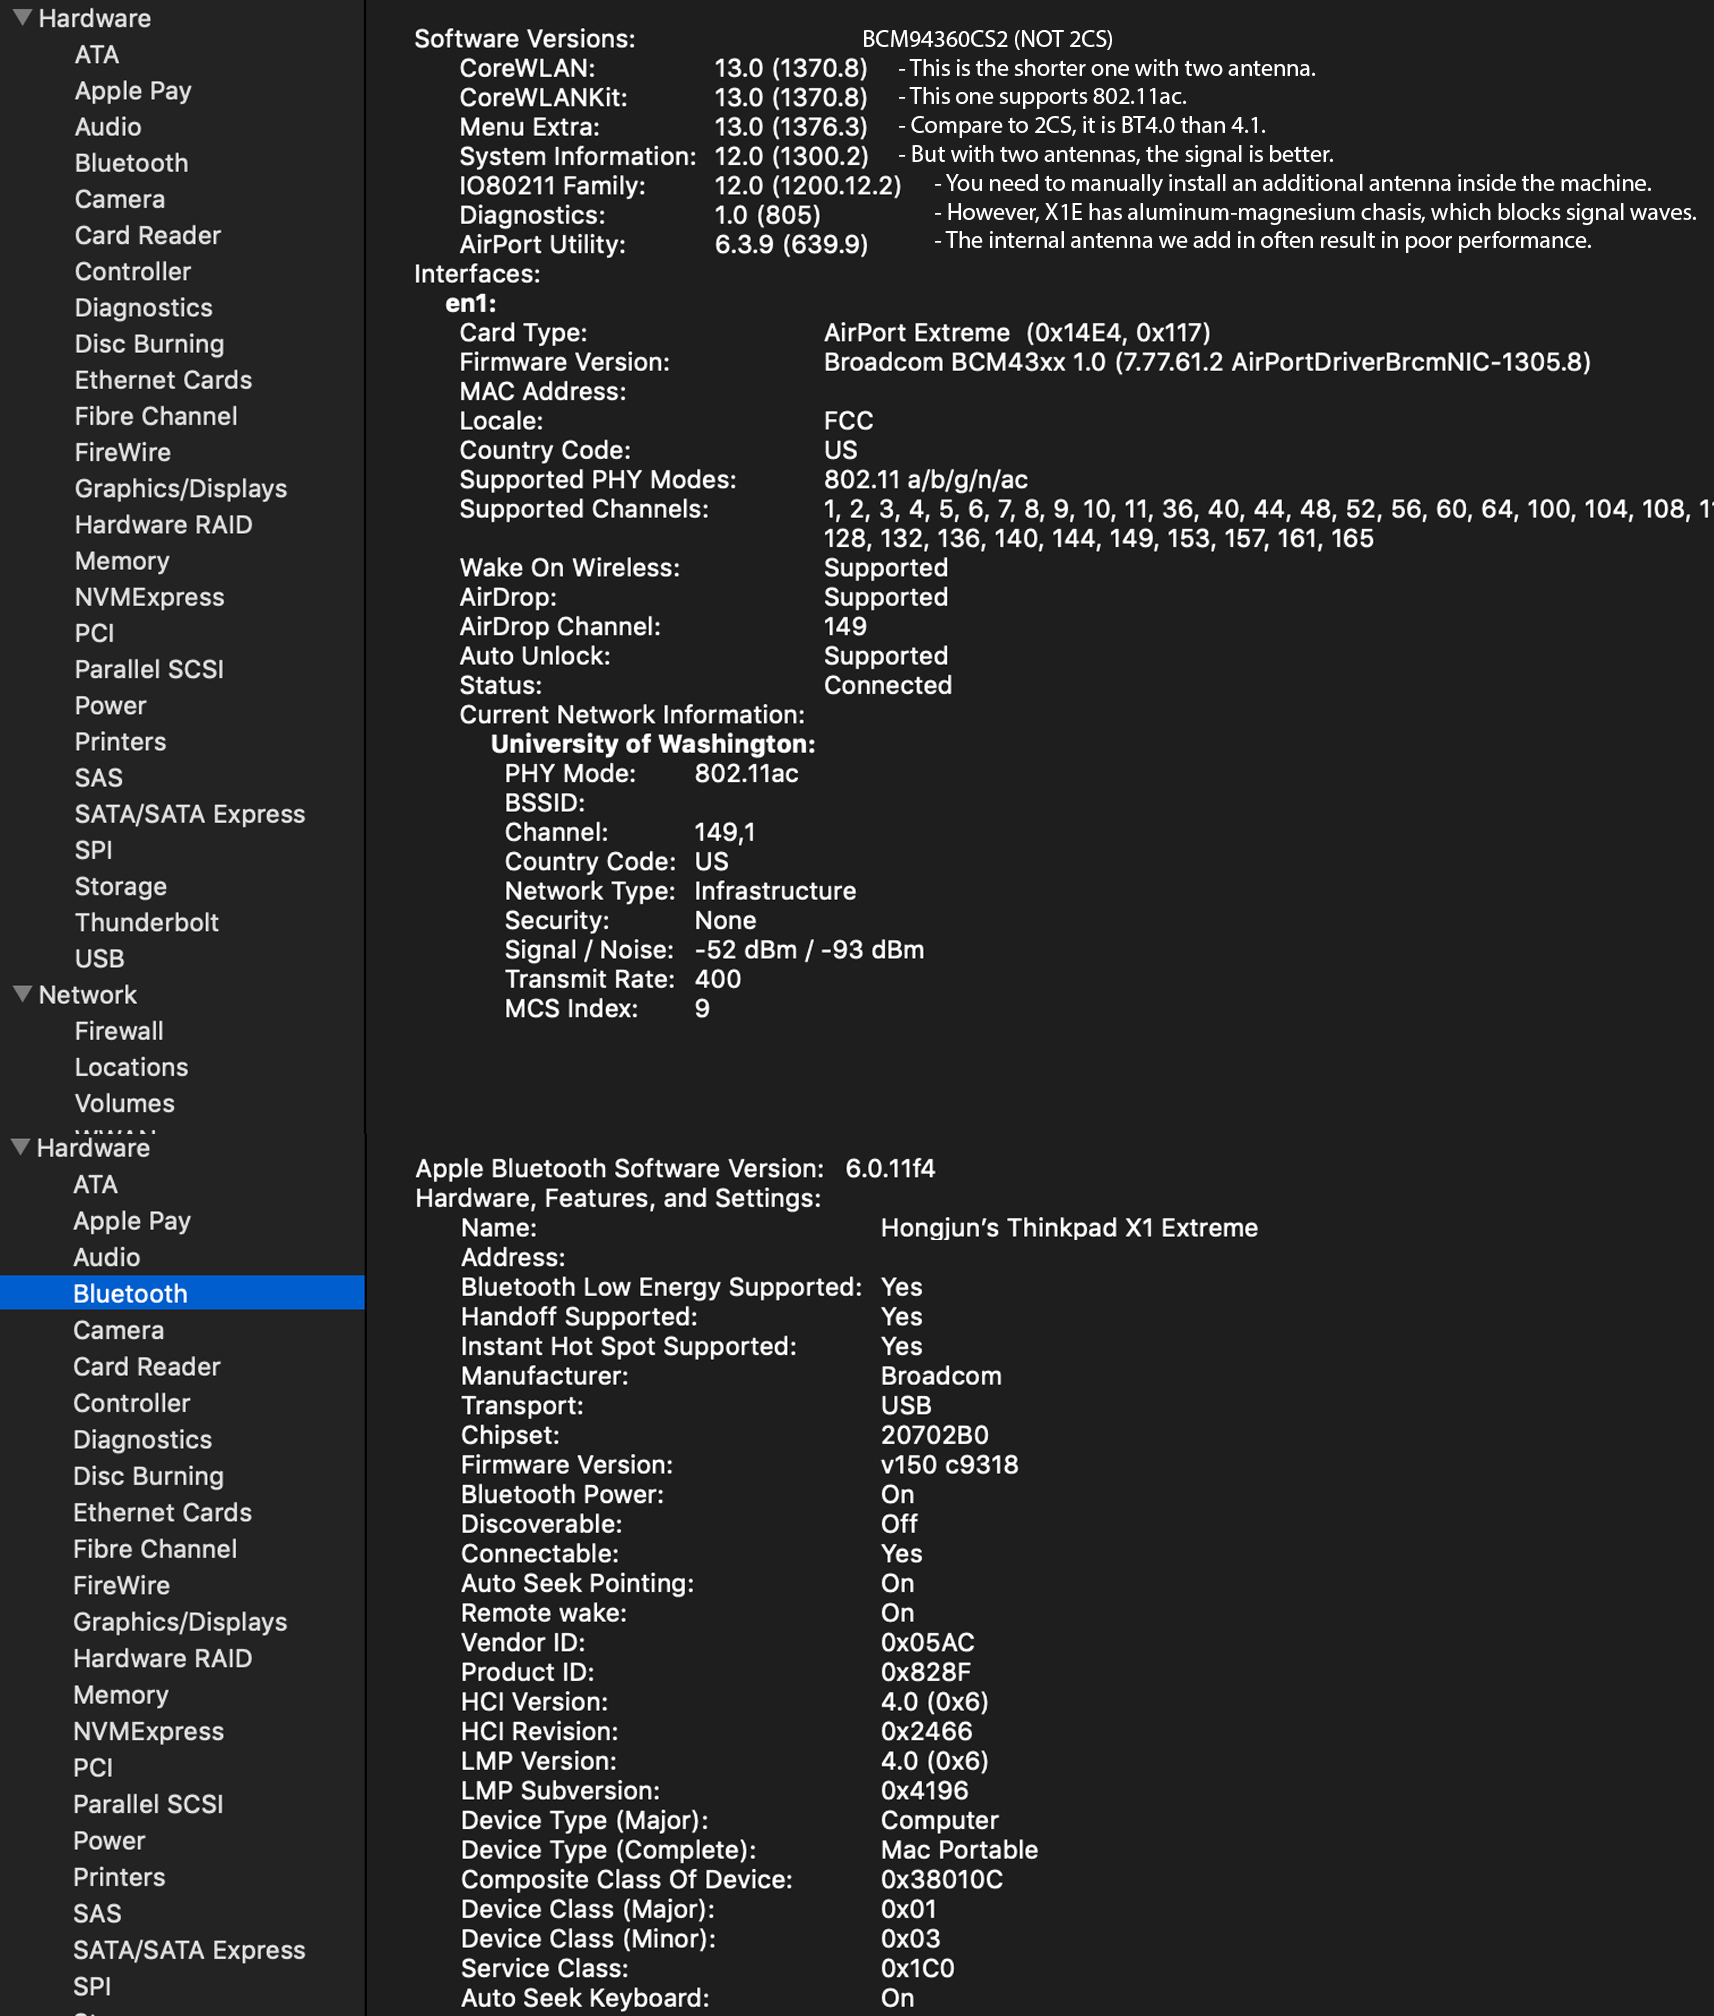 Hardware
ATA
Apple Pay
Audio
Bluetooth
Camera
Card Reader
Controller
Diagnostics
Disc Burning
Ethernet Cards
Fibre Channel
FireWire
Graphics/Displays
Hardware RAID
Memory
NVMExpress
PCI
Parallel SCSI
Power
Printers
SAS
SATA/SATA Express
SPI
Storage
Thunderbolt
USB
Network
Firewall
Locations
Volumes
Software Versions:
CoreWLAN: 13.0 (1370.8)
CoreWLANKit: 13.0 (1370.8)
Menu Extra: 13.0 (1376.3)
System Information: 12.0 (1300.2)
IO80211 Family: 12.0 (1200.12.2)
Diagnostics: 1.0 (805)
AirPort Utility: 6.3.9 (639.9)
BCM94360CS2 (NOT 2CS)
- This is the shorter one with two antenna.
- This one supports 802.11ac.
- Compare to 2CS, it is BT4.0 than 4.1.
- But with two antennas, the signal is better.
- You need to manually install an additional antenna inside the machine.
- However, X1E has aluminum-magnesium chasis, which blocks signal waves.
- The internal antenna we add in often result in poor performance.
Interfaces:
en1:
Card Type: AirPort Extreme (0x14E4, 0x117)
Firmware Version: Broadcom BCM43xx 1.0 (7.77.61.2 AirPortDriverBrcmNIC-1305.8)
MAC Address:
Locale: FCC
Country Code: US
Supported PHY Modes: 802.11 a/b/g/n/ac
Supported Channels: 1, 2, 3, 4, 5, 6, 7, 8, 9, 10, 11, 36, 40, 44, 48, 52, 56, 60, 64, 100, 104, 108,
128, 132, 136, 140, 144, 149, 153, 157, 161, 165
Wake On Wireless: Supported
AirDrop: Supported
AirDrop Channel: 149
Auto Unlock: Supported
Status: Connected
Current Network Information:
University of Washington:
PHY Mode: 802.11ac
BSSID:
Channel: 149,1
Country Code: US
Network Type: Infrastructure
Security: None
Signal / Noise: -52 dBm / -93 dBm
Transmit Rate: 400
MCS Index: 9
Hardware
ATA
Apple Pay
Audio
Bluetooth
Camera
Card Reader
Controller
Diagnostics
Disc Burning
Ethernet Cards
Fibre Channel
FireWire
Graphics/Displays
Hardware RAID
Memory
NVMExpress
PCI
Parallel SCSI
Power
Printers
SAS
SATA/SATA Express
SPI
Apple Bluetooth Software Version: 6.0.11f4
Hardware, Features, and Settings:
Name: Hongjun’s Thinkpad X1 Extreme
Address:
Bluetooth Low Energy Supported: Yes
Handoff Supported: Yes
Instant Hot Spot Supported: Yes
Manufacturer: Broadcom
Transport: USB
Chipset: 20702B0
Firmware Version: v150 c9318
Bluetooth Power: On
Discoverable: Off
Connectable: Yes
Auto Seek Pointing: On
Remote wake: On
Vendor ID: 0x05AC
Product ID: 0x828F
HCI Version: 4.0 (0x6)
HCI Revision: 0x2466
LMP Version: 4.0 (0x6)
LMP Subversion: 0x4196
Device Type (Major): Computer
Device Type (Complete): Mac Portable
Composite Class Of Device: 0x38010C
Device Class (Major): 0x01
Device Class (Minor): 0x03
Service Class: 0x1C0
Auto Seek Keyboard: On